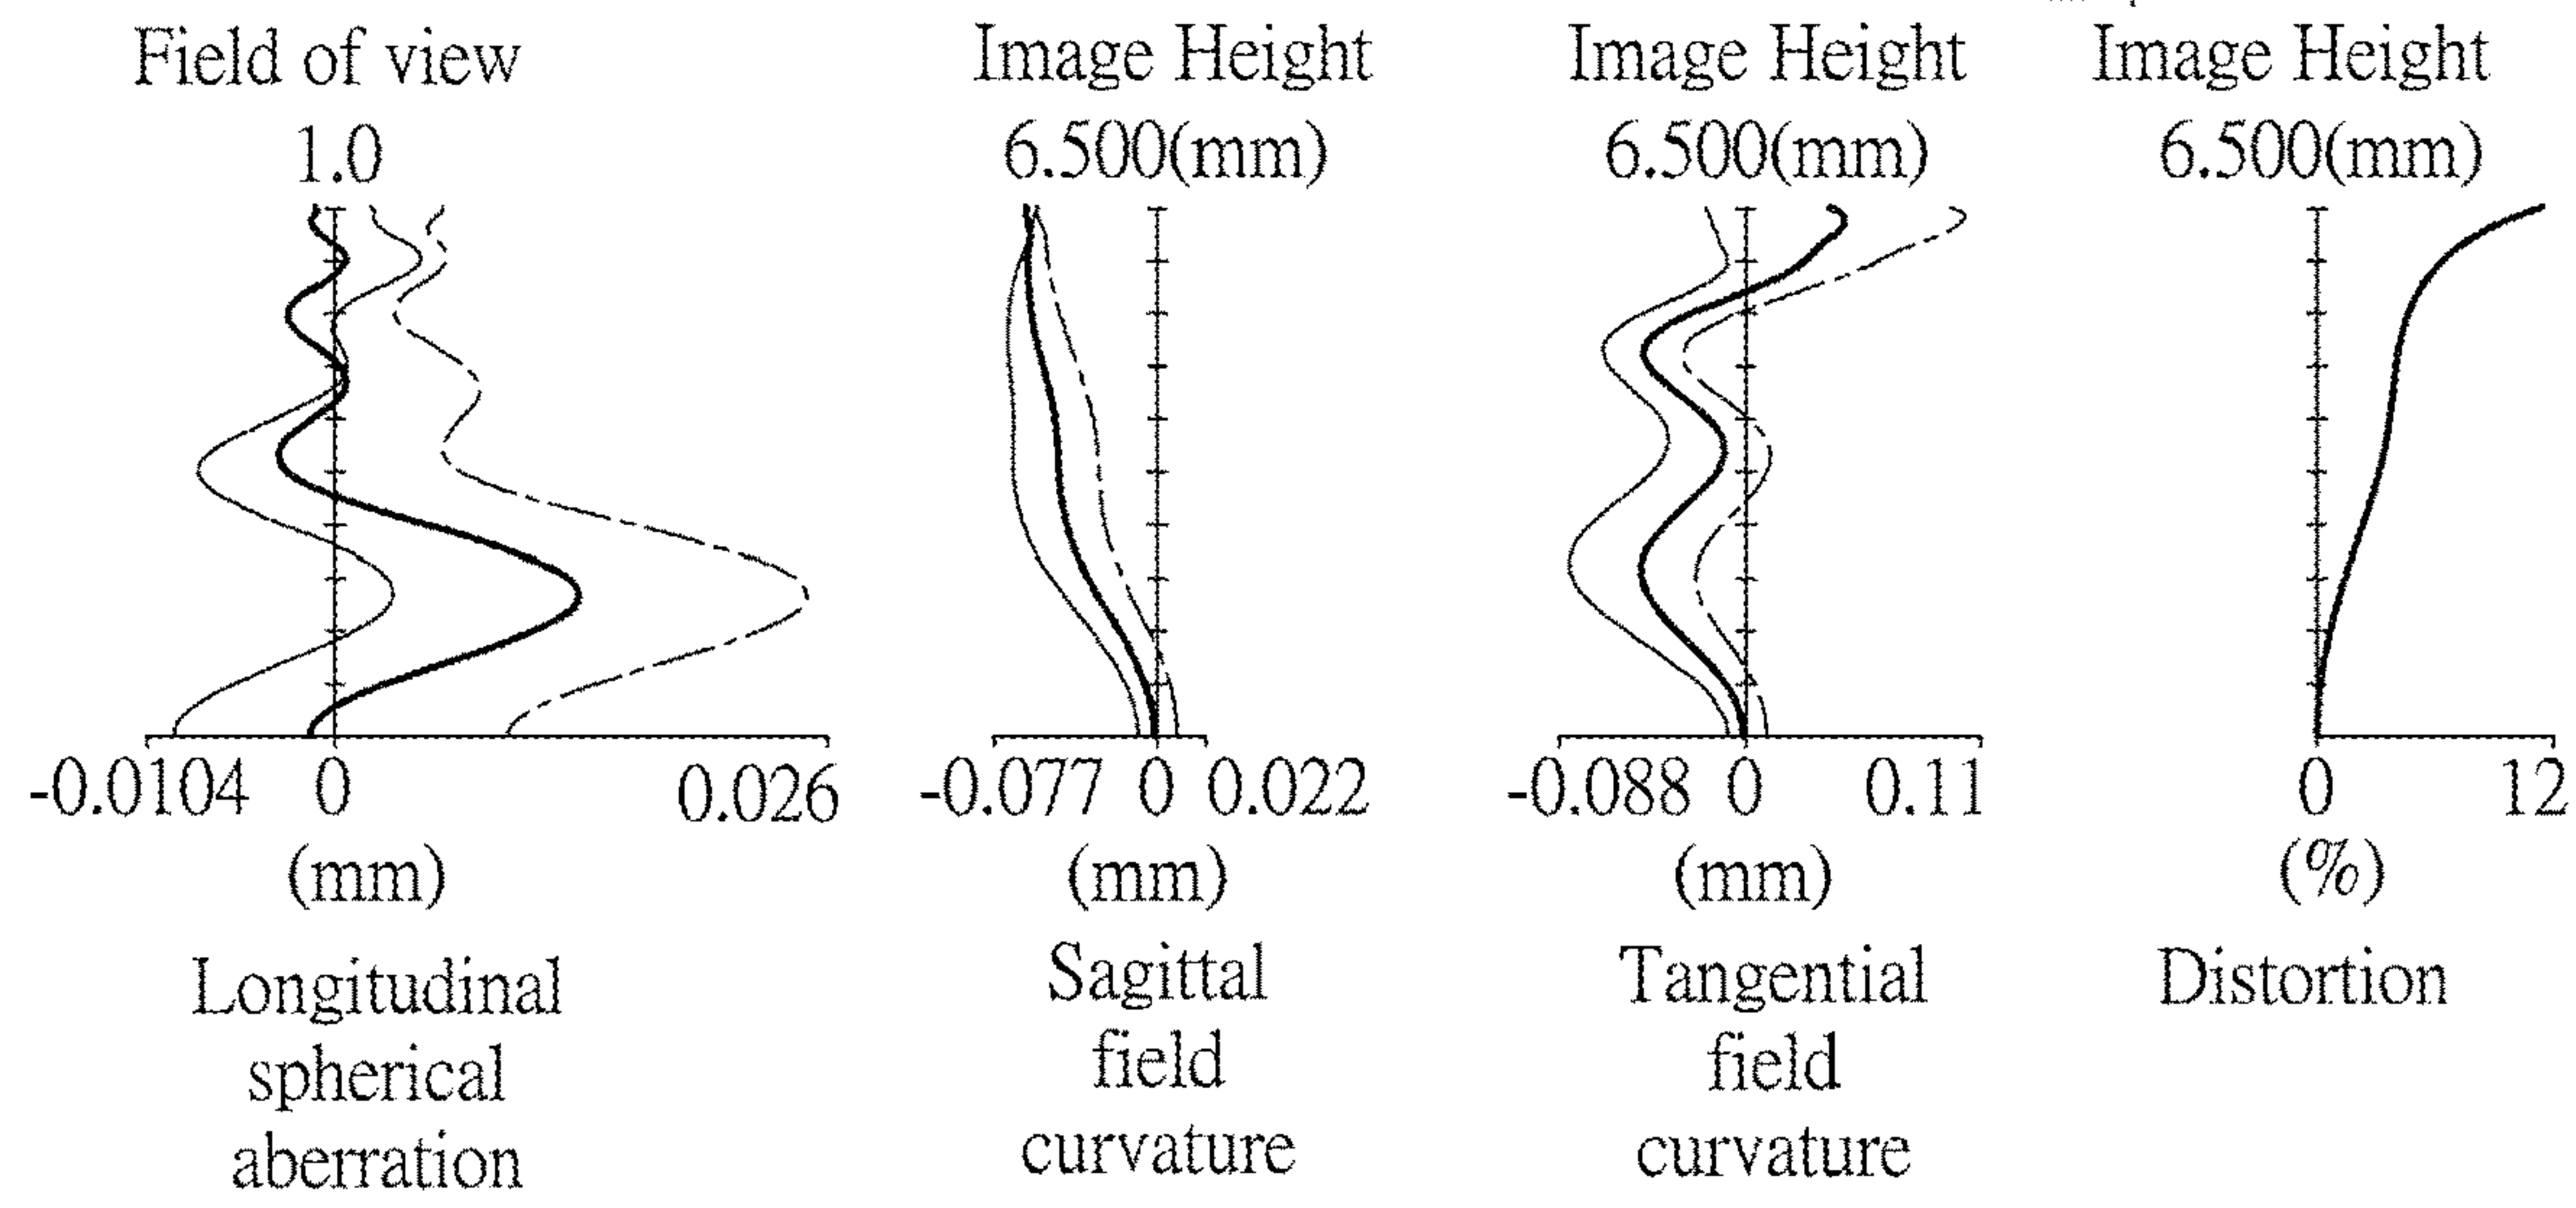 Field of view
1.0
-0.0104 0 0.026
(mm)
Longitudinal
spherical
aberration
Image Height
6.500(mm)
-0.077 0 0.022
(mm)
Sagittal
field
curvature
Image Height
6.500(mm)
-0.088 0 0.11
(mm)
Tangential
field
curvature
Image Height
6.500(mm)
0 12
(%)
Distortion